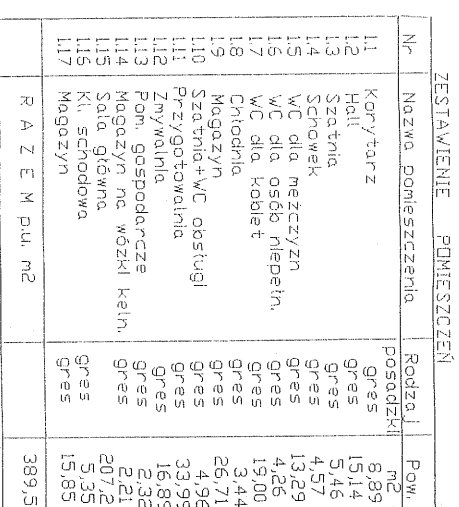 ZESTAWIENIE POMIESZCZEŃ
Nr Nazwa pomieszczenia Rodzaj posadzki Pow. m2
1.1 Korytarz gres 8,89
1.2 Hall gres 15,14
1.3 Szatnia gres 5,46
1.4 Schowek gres 4,57
1.5 WC dla mezczyzn gres 13,29
1.6 WC dla osób niepełn. gres 4,26
1.7 WC dla kobiet gres 19,00
1.8 Chłodnia gres 3,44
1.9 Magazyn gres 26,71
1.10 Szatnia+WC obsługi gres 4,96
1.11 Przygotowalnia gres 33,99
1.12 Zmywalnia gres 16,89
1.13 Pom. gospodarcze gres 2,32
1.14 Magazyn na wózki keln. gres 2,21
1.15 Sala główna 207,2
1.16 Kl. schodowa gres 5,35
1.17 Magazyn gres 15,85
R A Z E M p.u. m2 389,5